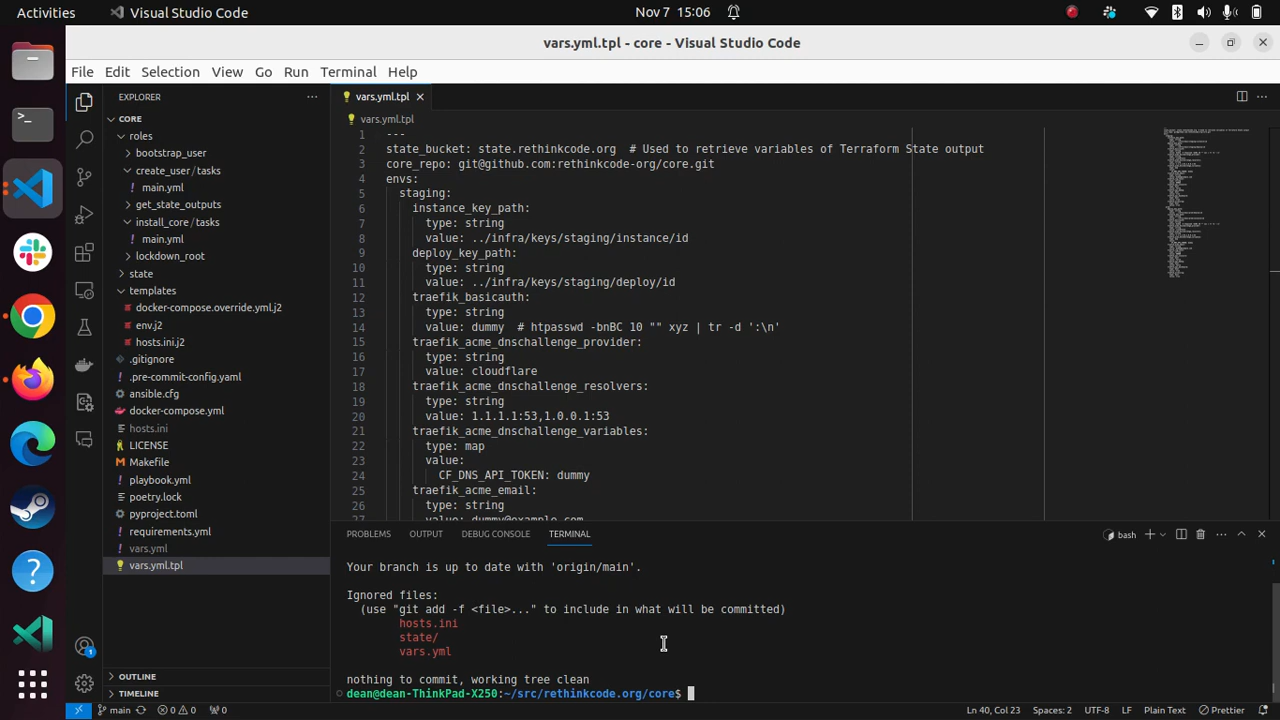 Activities
Visual Studio Code
Nov 7 15:06
vars.yml.tpl - core - Visual Studio Code
File Edit Selection View Go Run Terminal Help
EXPLORER
CORE
roles
bootstrap_user
create_user/tasks
main.yml
get_state_outputs
install_core/tasks
main.yml
lockdown_root
state
templates
docker-compose.override.yml.j2
env.j2
hosts.ini.j2
.gitignore
.pre-commit-config.yaml
ansible.cfg
docker-compose.yml
hosts.ini
LICENSE
Makefile
playbook.yml
poetry.lock
pyproject.toml
requirements.yml
vars.yml
vars.yml.tpl
OUTLINE
TIMELINE
vars.yml.tpl
vars.yml.tpl
1 ---
2 state_bucket: state.rethinkcode.org # Used to retrieve variables of Terraform State output
3 core_repo: git@github.com:rethinkcode-org/core.git
4 envs:
5 staging:
6 instance_key_path:
7 type: string
8 value: ../infra/keys/staging/instance/id
9 deploy_key_path:
10 type: string
11 value: ../infra/keys/staging/deploy/id
12 traefik_basicauth:
13 type: string
14 value: dummy # htpasswd -bnBC 10 "" xyz | tr -d ':\n'
15 traefik_acme_dnschallenge_provider:
16 type: string
17 value: cloudflare
18 traefik_acme_dnschallenge_resolvers:
19 type: string
20 value: 1.1.1.1:53,1.0.0.1:53
21 traefik_acme_dnschallenge_variables:
22 type: map
23 value:
24 CF_DNS_API_TOKEN: dummy
25 traefik_acme_email:
26 type: string
27 value: dummy@example.com
PROBLEMS OUTPUT DEBUG CONSOLE TERMINAL
bash
Your branch is up to date with 'origin/main'.
Ignored files:
(use "git add -f <file>..." to include in what will be committed)
hosts.ini
state/
vars.yml
nothing to commit, working tree clean
dean@dean-ThinkPad-X250:~/src/rethinkcode.org/core$
main 0 0 0
Ln 40, Col 23 Spaces: 2 UTF-8 LF Plain Text Prettier